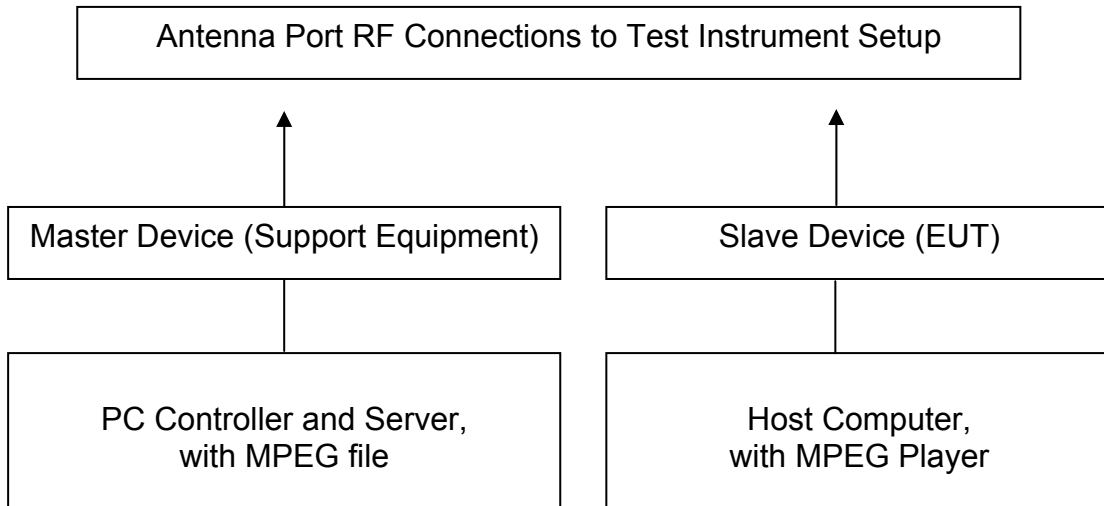 Antenna Port RF Connections to Test Instrument Setup
Master Device (Support Equipment)
Slave Device (EUT)
PC Controller and Server,
with MPEG file
Host Computer,
with MPEG Player